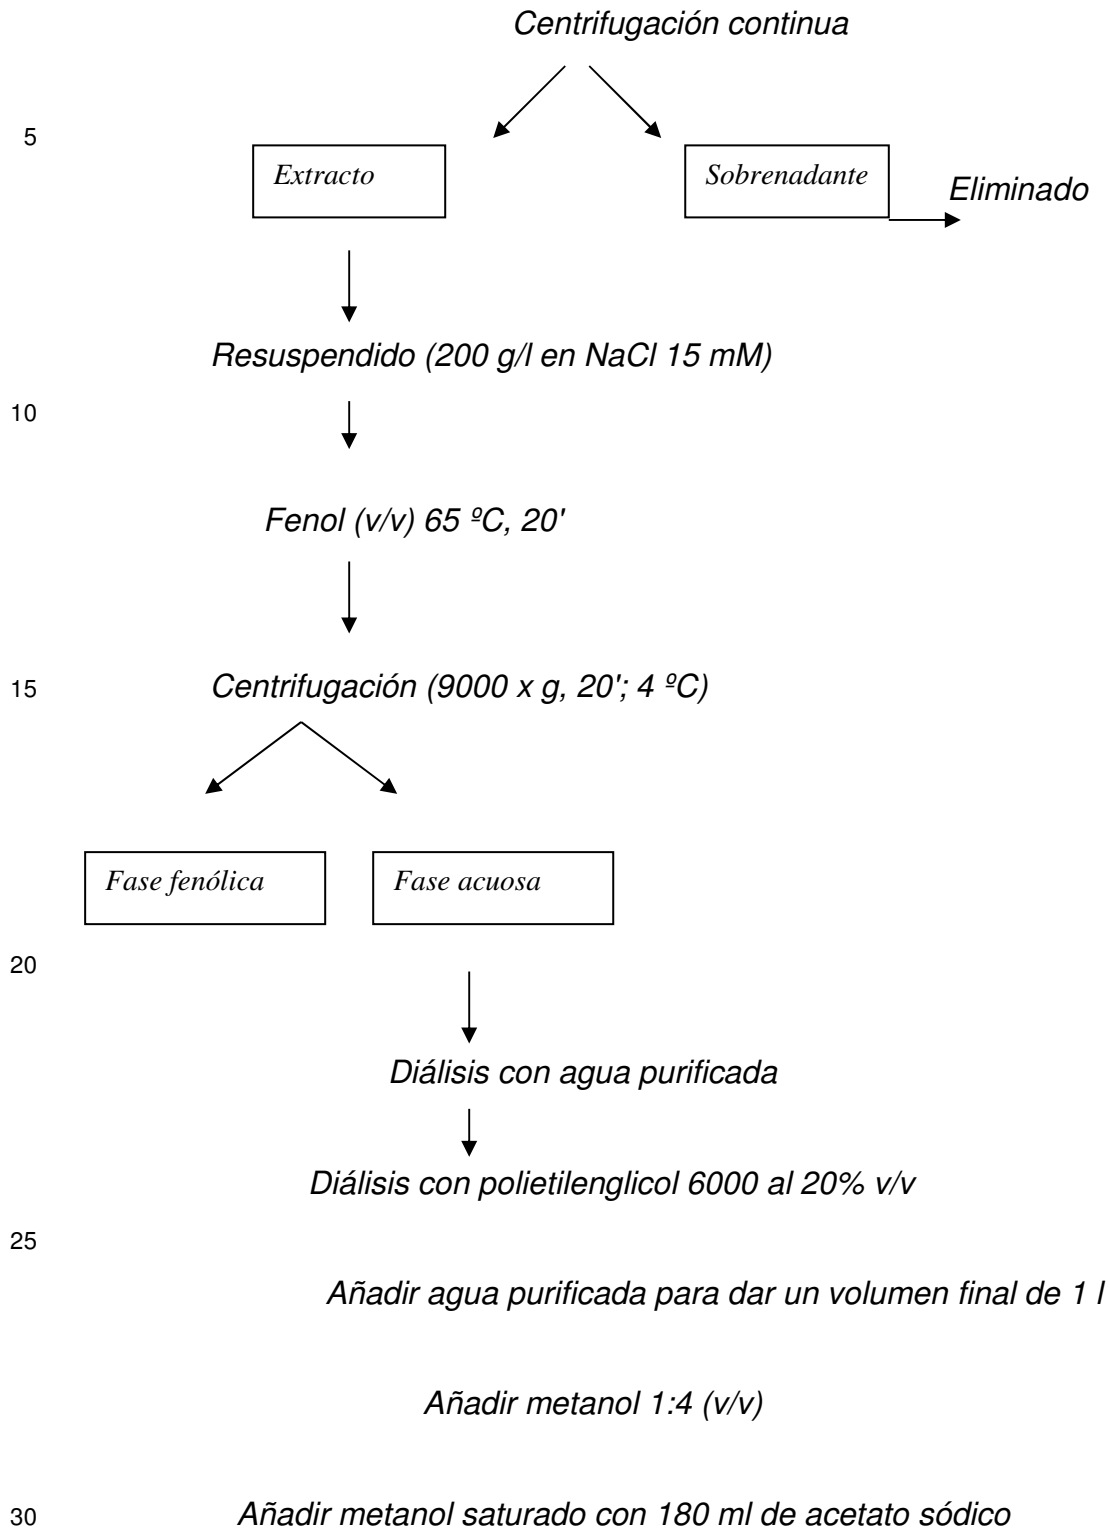 Centrifugación continua
5
Extracto
Sobrenadante
Eliminado
Resuspendido (200 g/l en NaCl 15 mM)
10
Fenol (v/v) 65 ºC, 20'
15
Centrifugación (9000 x g, 20'; 4 ºC)
Fase fenólica
Fase acuosa
20
Diálisis con agua purificada
Diálisis con polietilenglicol 6000 al 20% v/v
25
Añadir agua purificada para dar un volumen final de 1 l
Añadir metanol 1:4 (v/v)
30
Añadir metanol saturado con 180 ml de acetato sódico